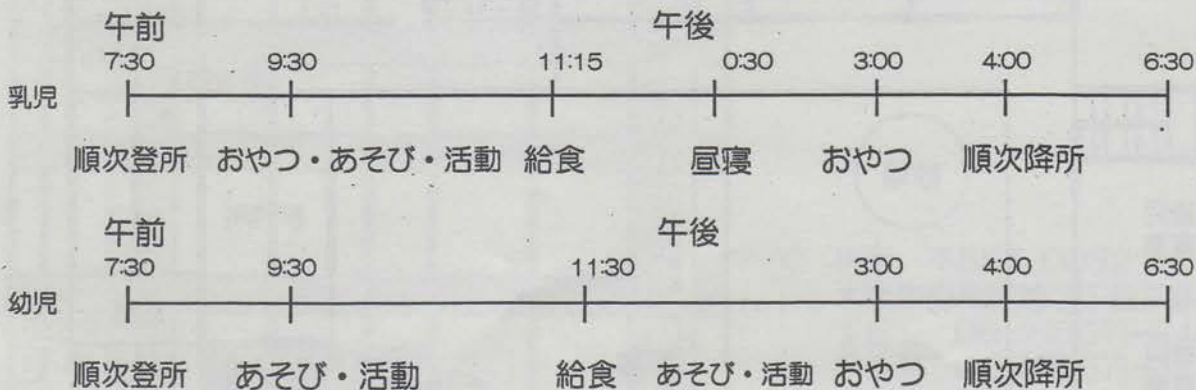 午前 午後
7:30 9:30 11:15 0:30 3:00 4:00 6:30
乳児
順次登所 おやつ・あそび・活動 給食 昼寝 おやつ 順次降所
午前 午後
7:30 9:30 11:30 3:00 4:00 6:30
幼児
順次登所 あそび・活動 給食 あそび・活動 おやつ 順次降所